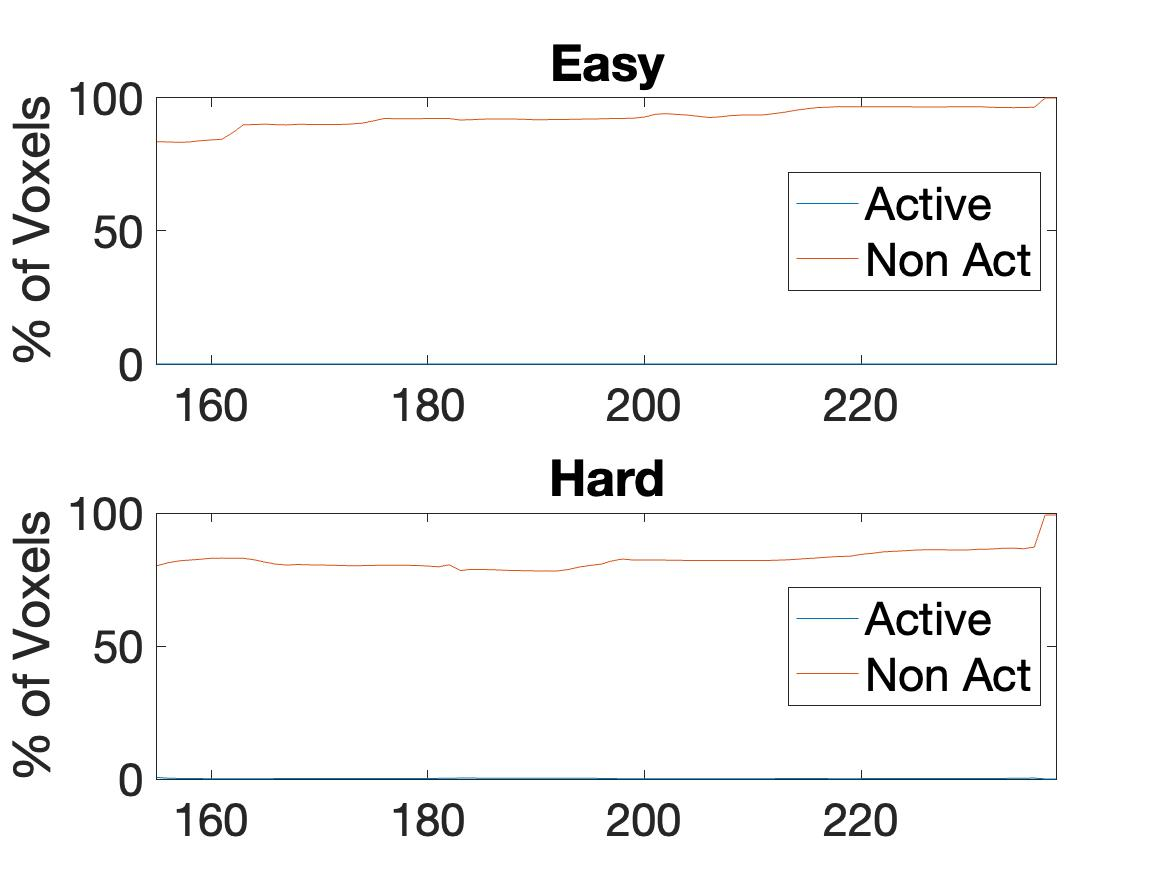 Easy
% of Voxels
100
50
0
Active
Non Act
160 180 200 220
Hard
% of Voxels
100
50
0
Active
Non Act
160 180 200 220